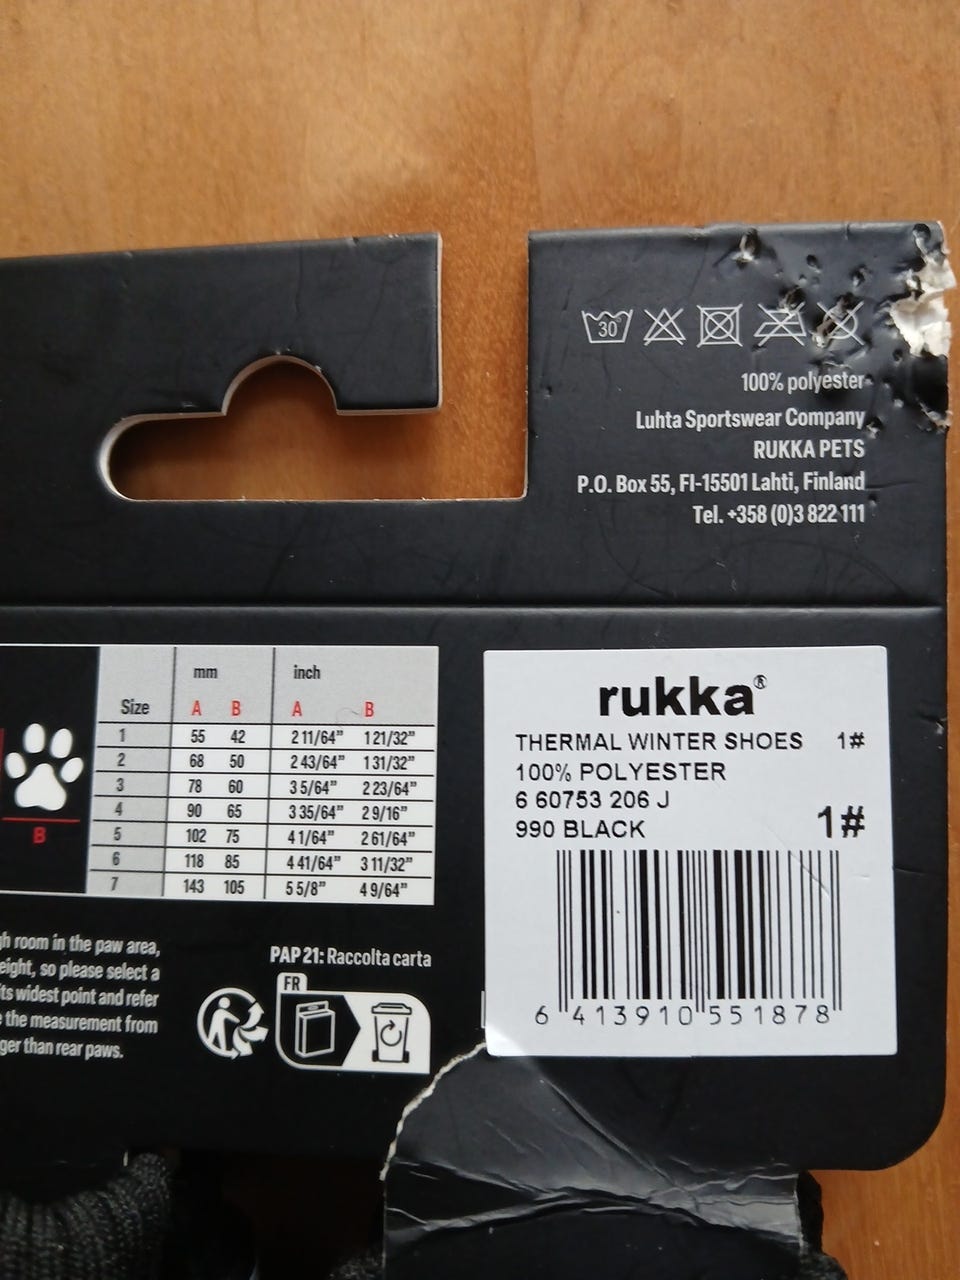 30°
100% polyester
Luhta Sportswear Company
RUKKA PETS
P.O. Box 55, FI-15501 Lahti, Finland
Tel. +358 (0)3 822 111
mm inch
Size A B A B
1 55 42 2 11/64" 1 21/32"
2 68 50 2 43/64" 1 31/32"
3 78 60 3 5/64" 2 23/64"
4 90 65 3 35/64" 2 9/16"
5 102 75 4 1/64" 2 61/64"
6 118 85 4 41/64" 3 11/32"
7 143 105 5 5/8" 4 9/64"
B
room in the paw area,
so please select a
its widest point and refer
the measurement from
than rear paws.
PAP 21: Raccolta carta
FR
rukka®
THERMAL WINTER SHOES 1#
100% POLYESTER
6 60753 206 J
990 BLACK 1#
6 413910 551878